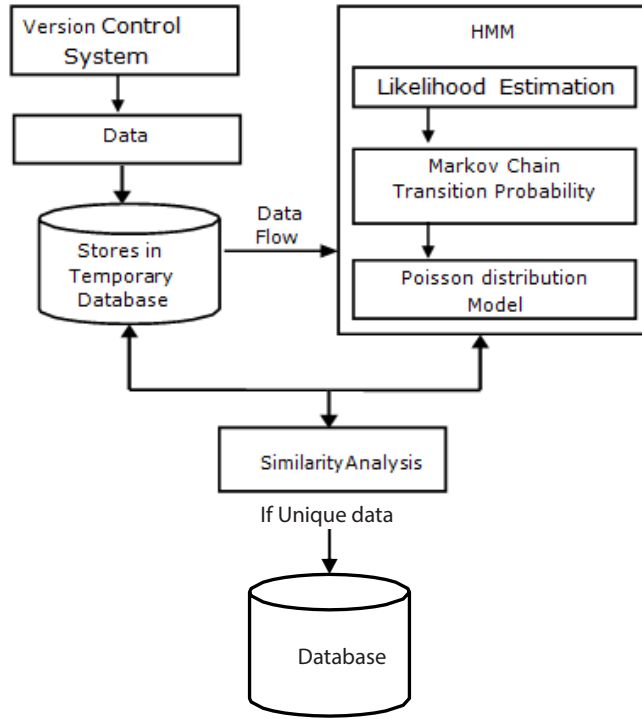 Version Control
System
Data
Stores in
Temporary
Database
Data
Flow
HMM
Likelihood Estimation
Markov Chain
Transition Probability
Poisson distribution
Model
SimilarityAnalysis
If Unique data
Database